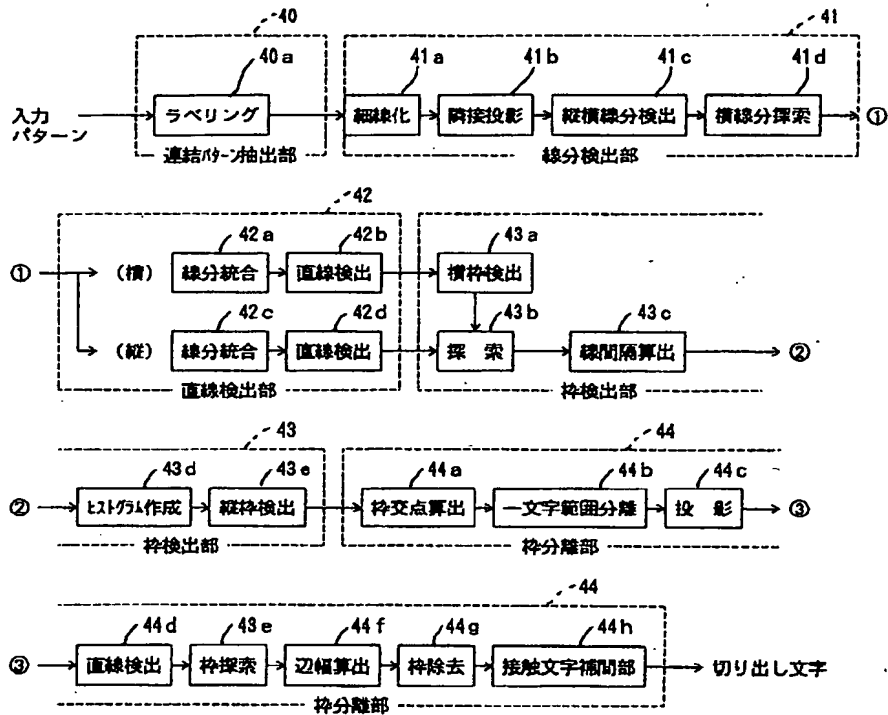 40
41
40a
41a
41b
41c
41d
入力
パターン
ラベリング
細線化
隣接投影
縦横線分検出
横線分探索
①
連結パターン抽出部
線分検出部
42
42a
42b
43a
①
(横)
線分統合
直線検出
横枠検出
42c
42d
43b
43c
(縦)
線分統合
直線検出
探索
線間隔算出
②
直線検出部
枠検出部
43
44
43d
43e
44a
44b
44c
②
ヒストグラム作成
縦枠検出
枠交点算出
一文字範囲分離
投影
③
枠検出部
枠分離部
44
44d
43e
44f
44g
44h
③
直線検出
枠探索
辺幅算出
枠除去
接触文字補間部
切り出し文字
枠分離部